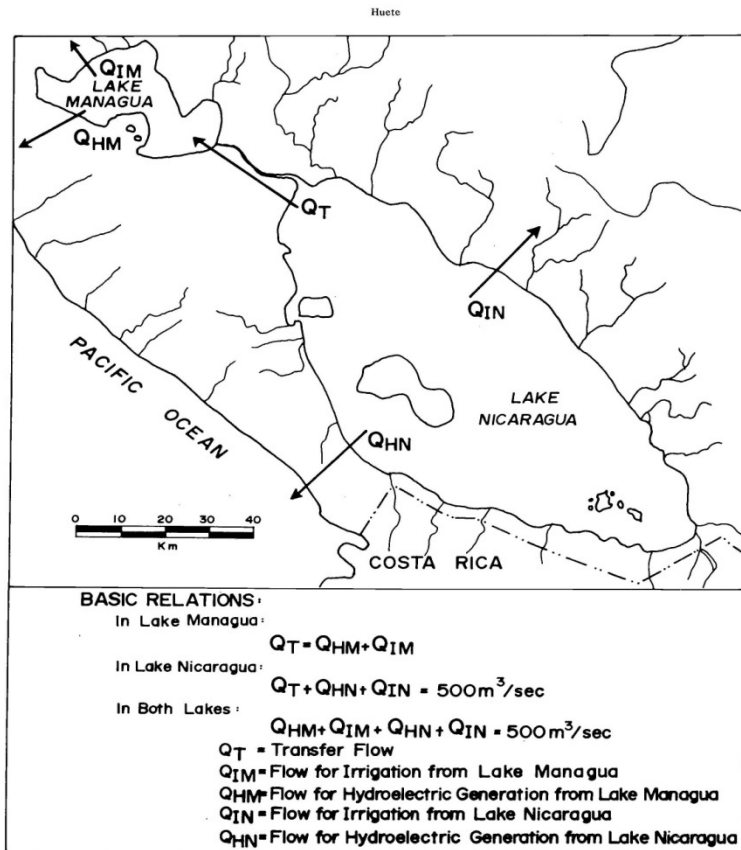 Huete
QIM
LAKE
MANAGUA
QHM
QT
QIN
PACIFIC OCEAN
LAKE
NICARAGUA
QHN
0 10 20 30 40
Km
COSTA RICA
BASIC RELATIONS:
In Lake Managua:
QT = QHM + QIM
In Lake Nicaragua:
QT + QHN + QIN = 500 m³/sec
In Both Lakes:
QHM + QIM + QHN + QIN = 500 m³/sec
QT = Transfer Flow
QIM = Flow for Irrigation from Lake Managua
QHM = Flow for Hydroelectric Generation from Lake Managua
QIN = Flow for Irrigation from Lake Nicaragua
QHN = Flow for Hydroelectric Generation from Lake Nicaragua